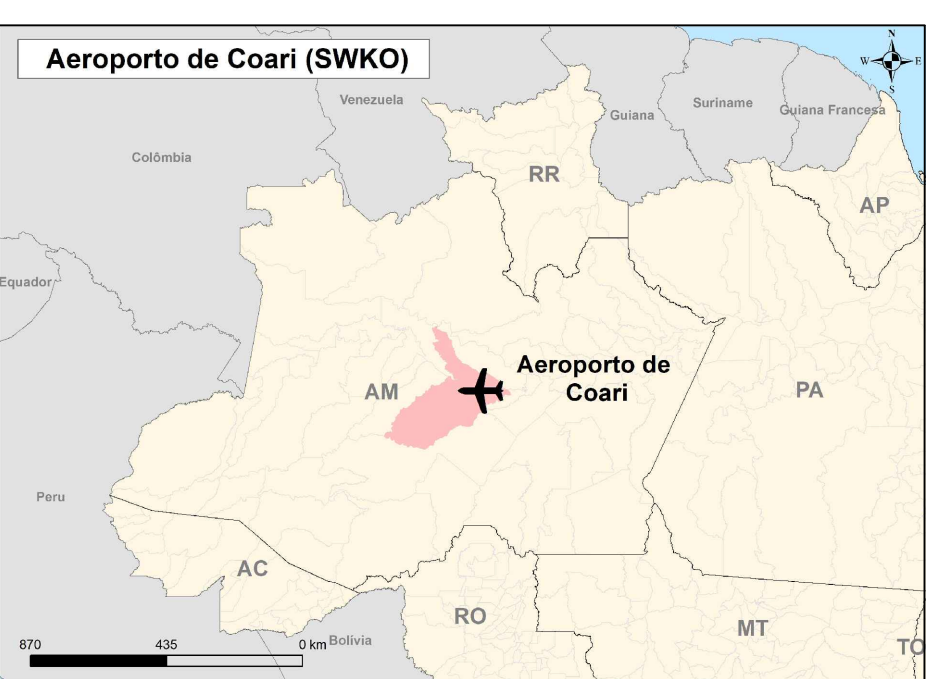 Aeroporto de Coari (SWKO)
N
W
E
S
Venezuela
Guiana
Suriname
Guiana Francesa
Colômbia
RR
AP
Equador
Aeroporto de
Coari
AM
PA
Peru
AC
RO
MT
TO
Bolívia
870
435
0 km